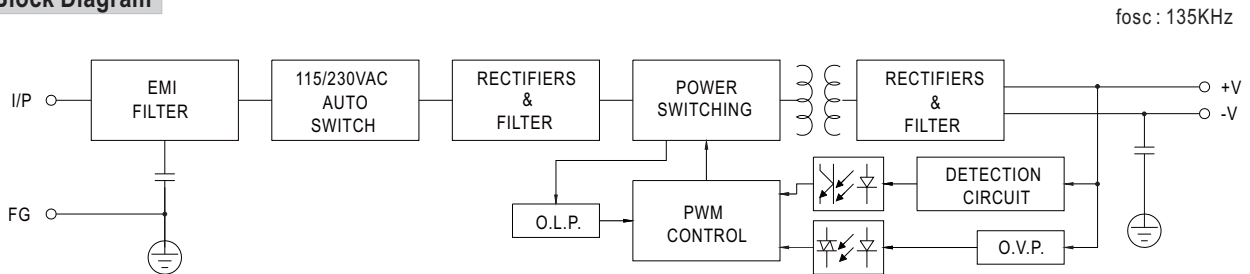 Block Diagram
fosc : 135KHz
I/P
EMI
FILTER
115/230VAC
AUTO
SWITCH
RECTIFIERS
&
FILTER
POWER
SWITCHING
RECTIFIERS
&
FILTER
+V
-V
FG
O.L.P.
PWM
CONTROL
DETECTION
CIRCUIT
O.V.P.